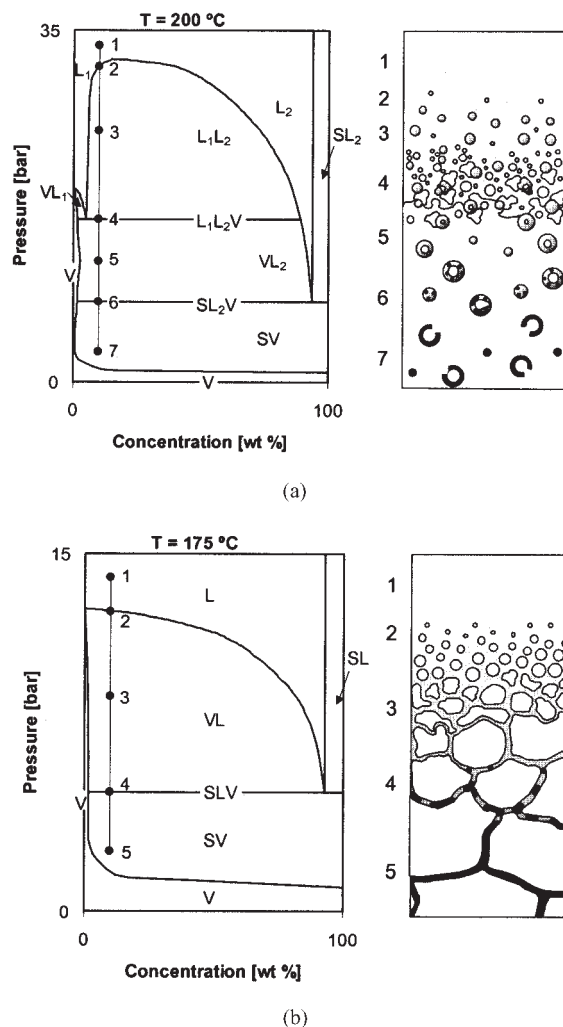 T = 200 ºC
35
1
2
L₁
3
L₂
L₁L₂
SL₂
VL₁
4
L₁L₂V
V
5
VL₂
6
SL₂V
SV
7
0
V
0
100
Pressure [bar]
Concentration [wt %]
1
2
3
4
5
6
7
(a)
T = 175 ºC
15
1
L
2
SL
3
VL
4
SLV
V
SV
5
V
0
0
100
Pressure [bar]
Concentration [wt %]
1
2
3
4
5
(b)